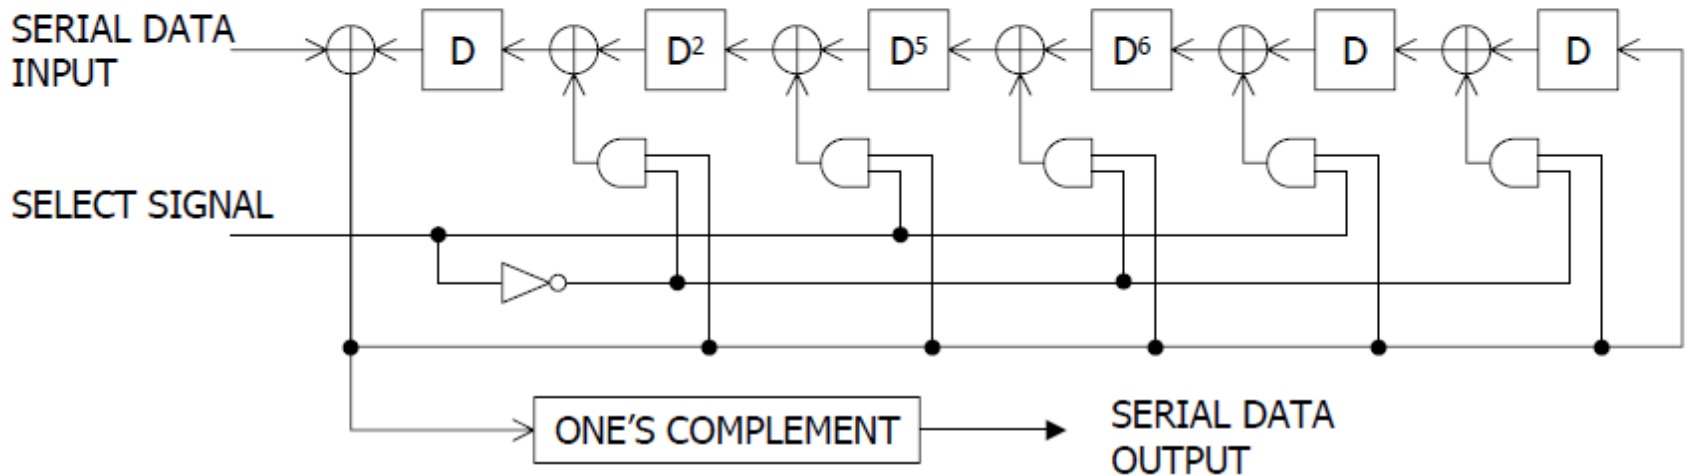 SERIAL DATA
INPUT
D
D²
D⁵
D⁶
D
D
SELECT SIGNAL
ONE'S COMPLEMENT
SERIAL DATA
OUTPUT